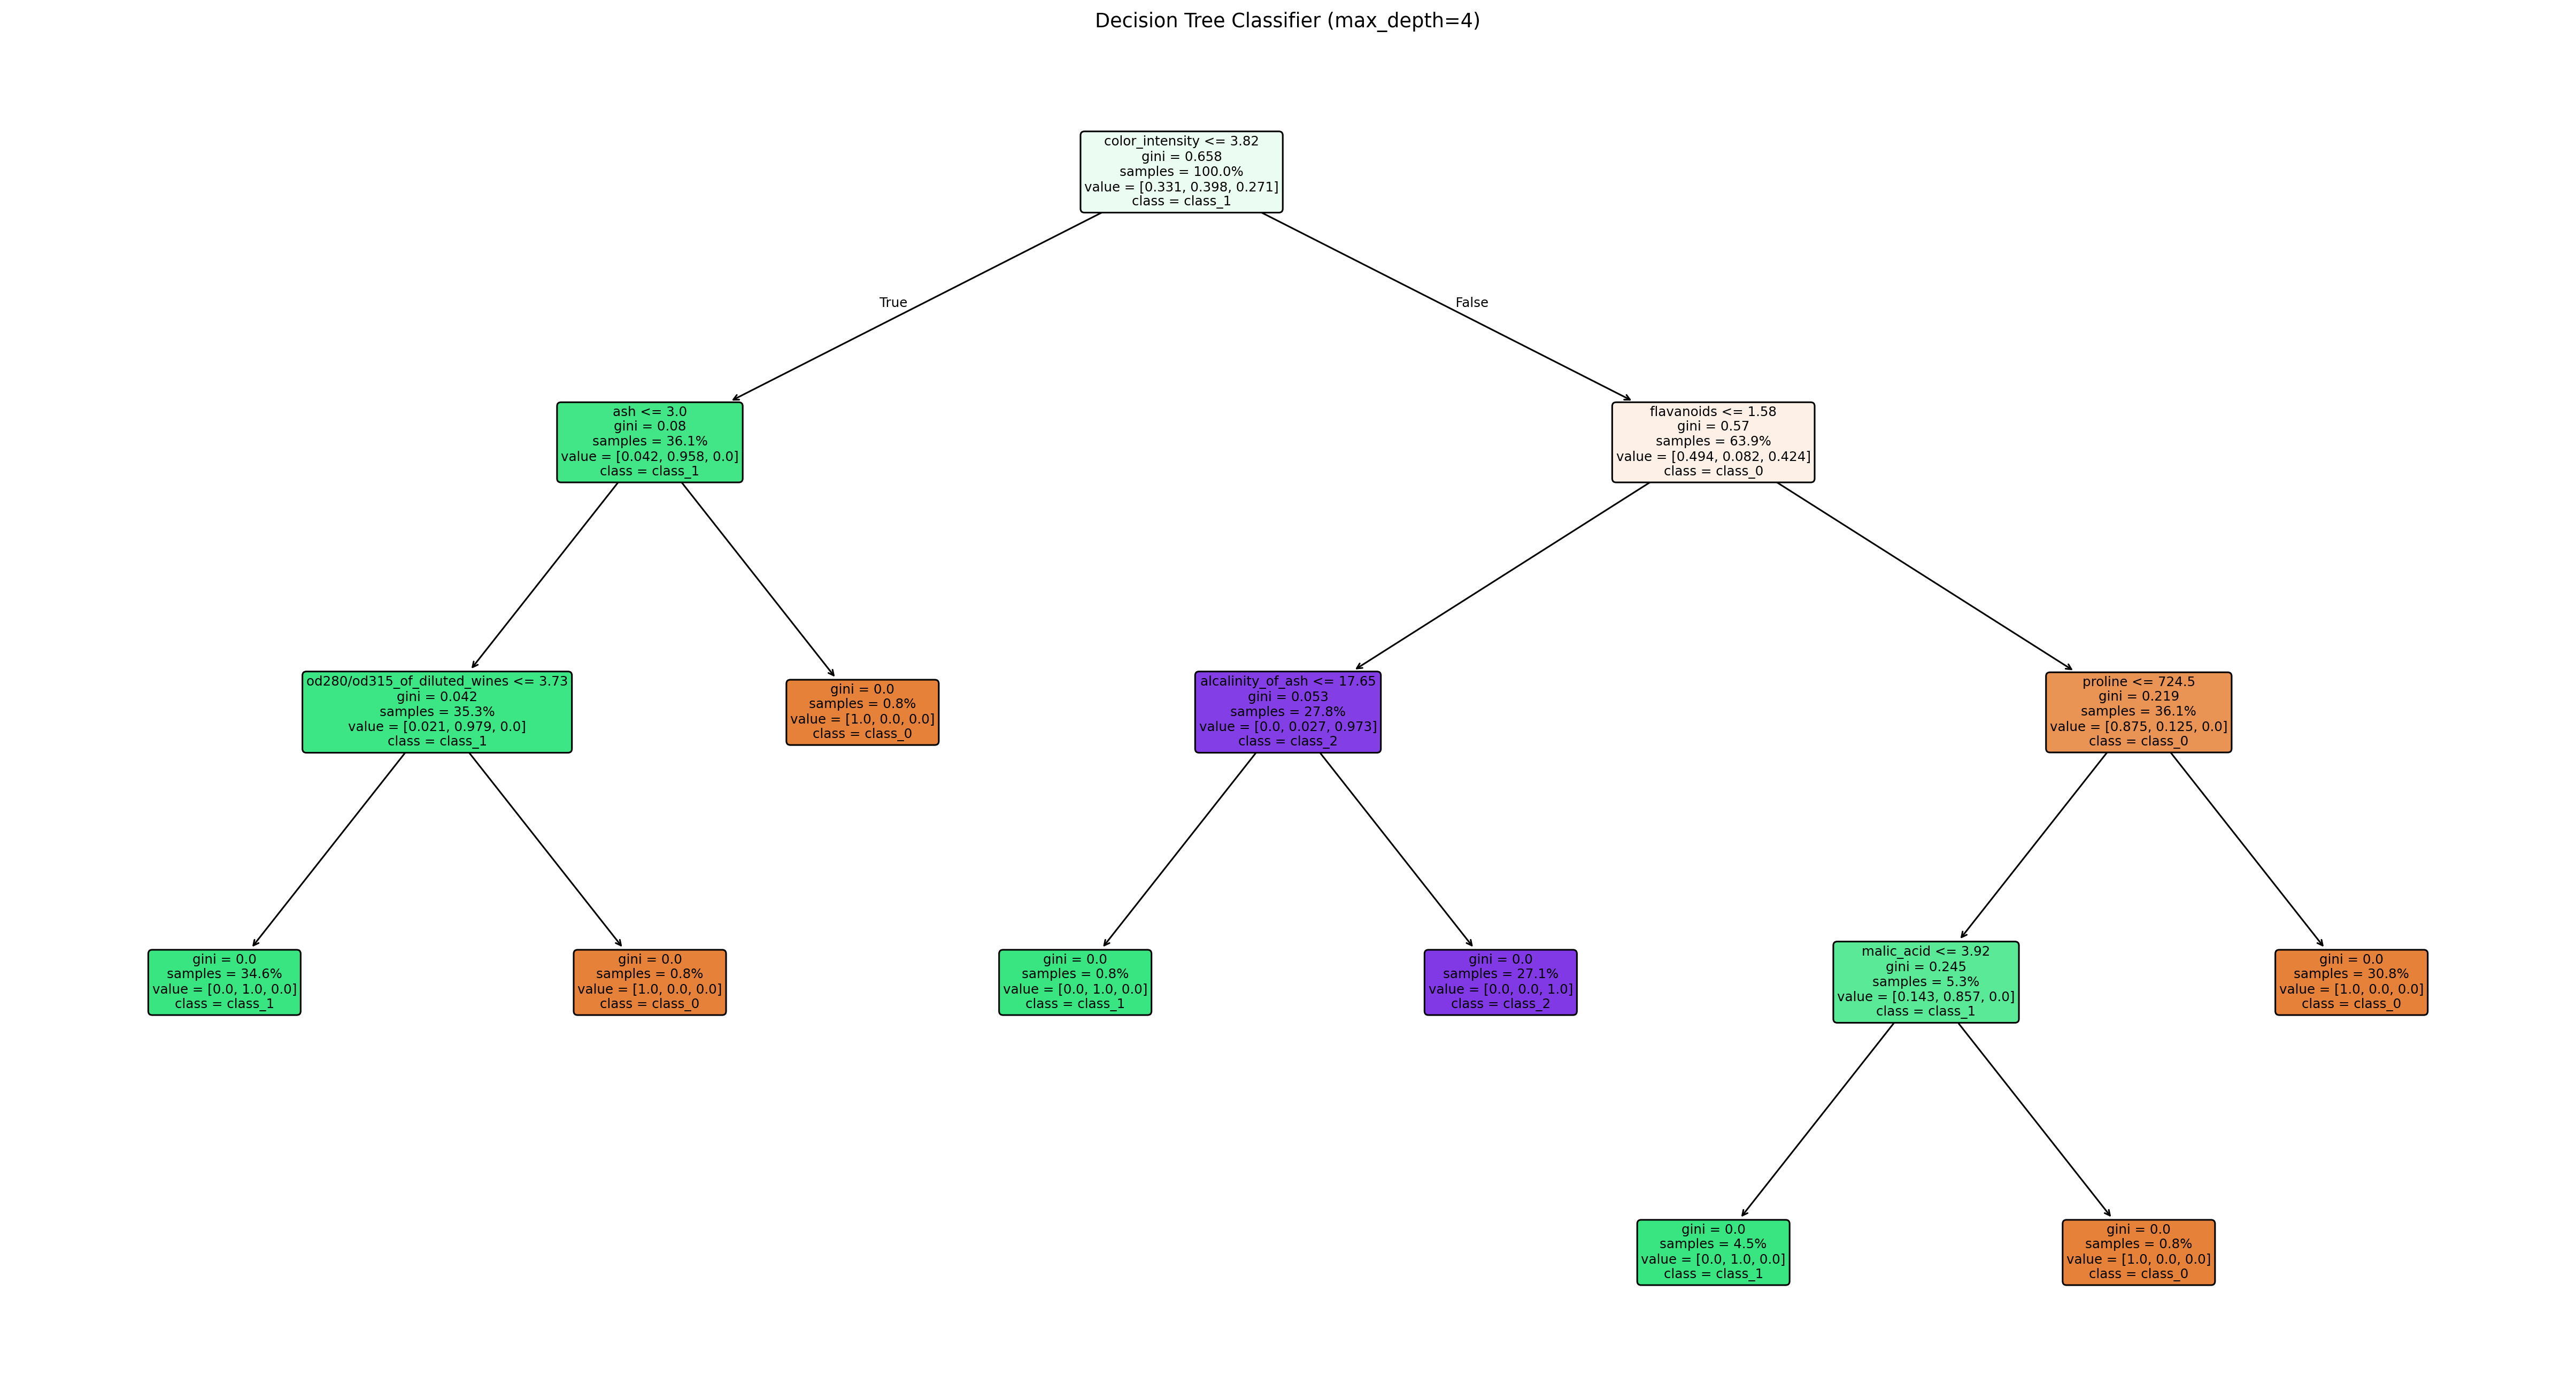 Decision Tree Classifier (max_depth=4)
color_intensity <= 3.82
gini = 0.658
samples = 100.0%
value = [0.331, 0.398, 0.271]
class = class_1
True
False
ash <= 3.0
gini = 0.08
samples = 36.1%
value = [0.042, 0.958, 0.0]
class = class_1
flavanoids <= 1.58
gini = 0.57
samples = 63.9%
value = [0.494, 0.082, 0.424]
class = class_0
od280/od315_of_diluted_wines <= 3.73
gini = 0.042
samples = 35.3%
value = [0.021, 0.979, 0.0]
class = class_1
gini = 0.0
samples = 0.8%
value = [1.0, 0.0, 0.0]
class = class_0
alcalinity_of_ash <= 17.65
gini = 0.053
samples = 27.8%
value = [0.0, 0.027, 0.973]
class = class_2
proline <= 724.5
gini = 0.219
samples = 36.1%
value = [0.875, 0.125, 0.0]
class = class_0
gini = 0.0
samples = 34.6%
value = [0.0, 1.0, 0.0]
class = class_1
gini = 0.0
samples = 0.8%
value = [1.0, 0.0, 0.0]
class = class_0
gini = 0.0
samples = 0.8%
value = [0.0, 1.0, 0.0]
class = class_1
gini = 0.0
samples = 27.1%
value = [0.0, 0.0, 1.0]
class = class_2
malic_acid <= 3.92
gini = 0.245
samples = 5.3%
value = [0.143, 0.857, 0.0]
class = class_1
gini = 0.0
samples = 30.8%
value = [1.0, 0.0, 0.0]
class = class_0
gini = 0.0
samples = 4.5%
value = [0.0, 1.0, 0.0]
class = class_1
gini = 0.0
samples = 0.8%
value = [1.0, 0.0, 0.0]
class = class_0